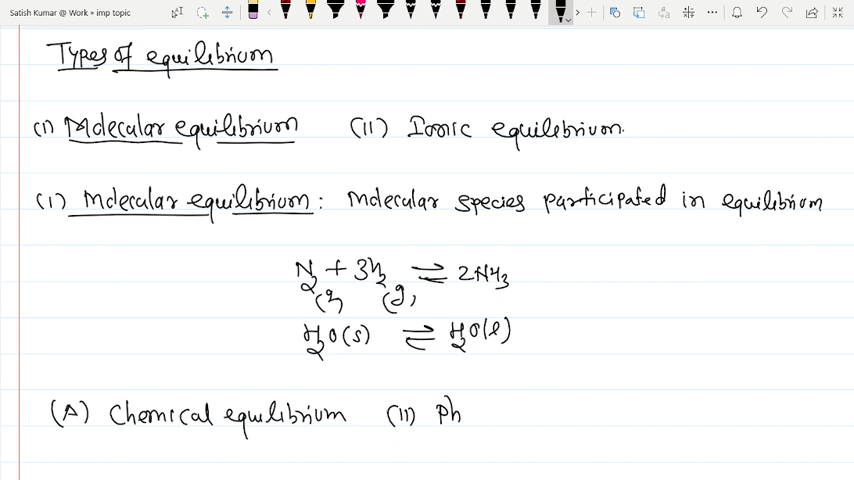 Satish Kumar @ Work » imp topic
Types of equilibrium
(I) Molecular equilibrium (II) Ionic equilibrium.
(I) Molecular equilibrium : Molecular species participated in equilibrium
N2 + 3H2 ⇌ 2NH3
(g) (g)
H2O(s) ⇌ H2O(l)
(A) Chemical equilibrium (II) Ph